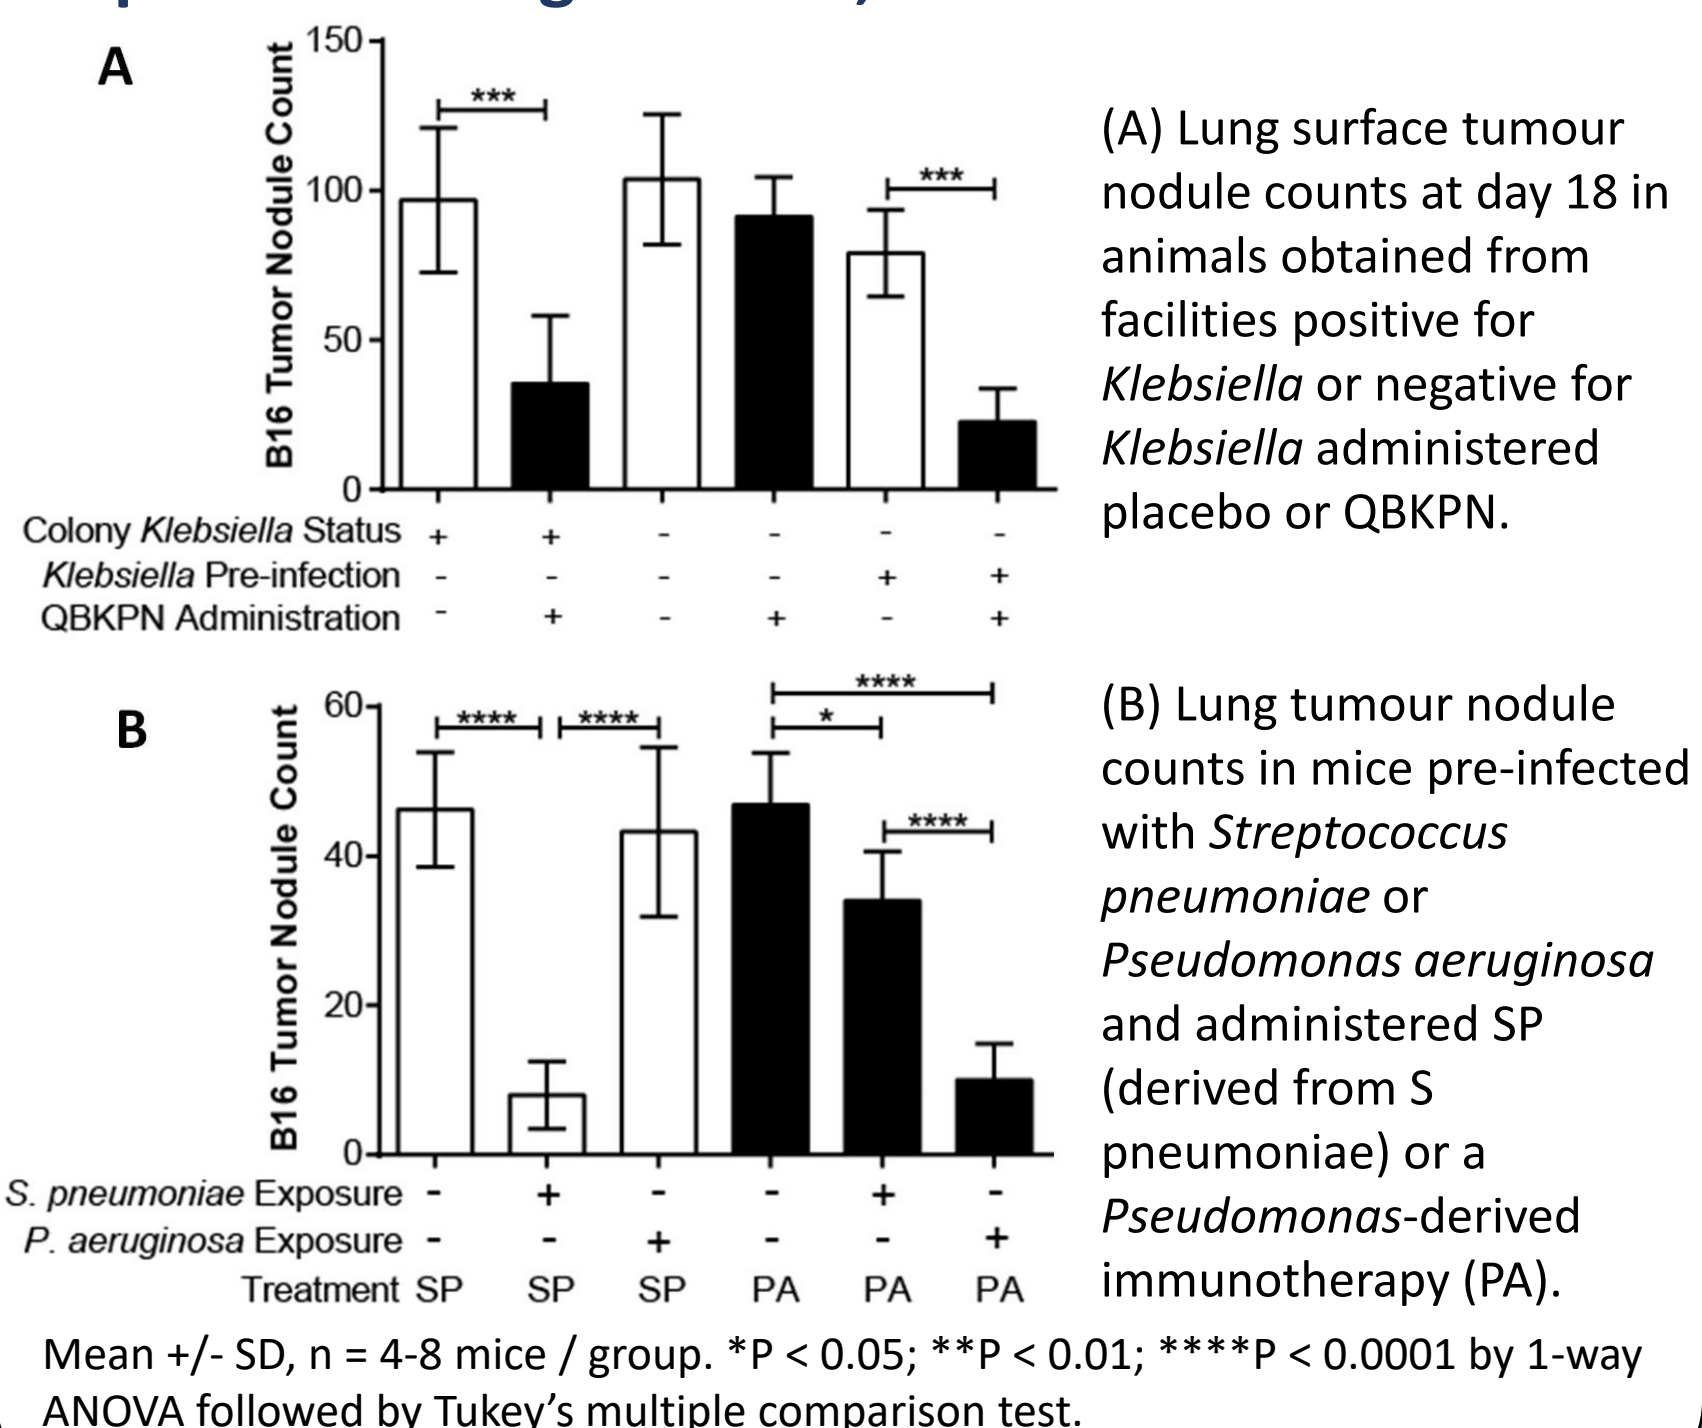 A
150
100
50
0
B16 Tumor Nodule Count
***
***
Colony Klebsiella Status + + - - - -
Klebsiella Pre-infection - - - - + +
QBKPN Administration - + - + - +
(A) Lung surface tumour
nodule counts at day 18 in
animals obtained from
facilities positive for
Klebsiella or negative for
Klebsiella administered
placebo or QBKPN.
B
60
40
20
0
B16 Tumor Nodule Count
****
**** **** *
****
S. pneumoniae Exposure - + - - + -
P. aeruginosa Exposure - - + - - +
Treatment SP SP SP PA PA PA
(B) Lung tumour nodule
counts in mice pre-infected
with Streptococcus
pneumoniae or
Pseudomonas aeruginosa
and administered SP
(derived from S
pneumoniae) or a
Pseudomonas-derived
immunotherapy (PA).
Mean +/- SD, n = 4-8 mice / group. *P < 0.05; **P < 0.01; ****P < 0.0001 by 1-way
ANOVA followed by Tukey’s multiple comparison test.